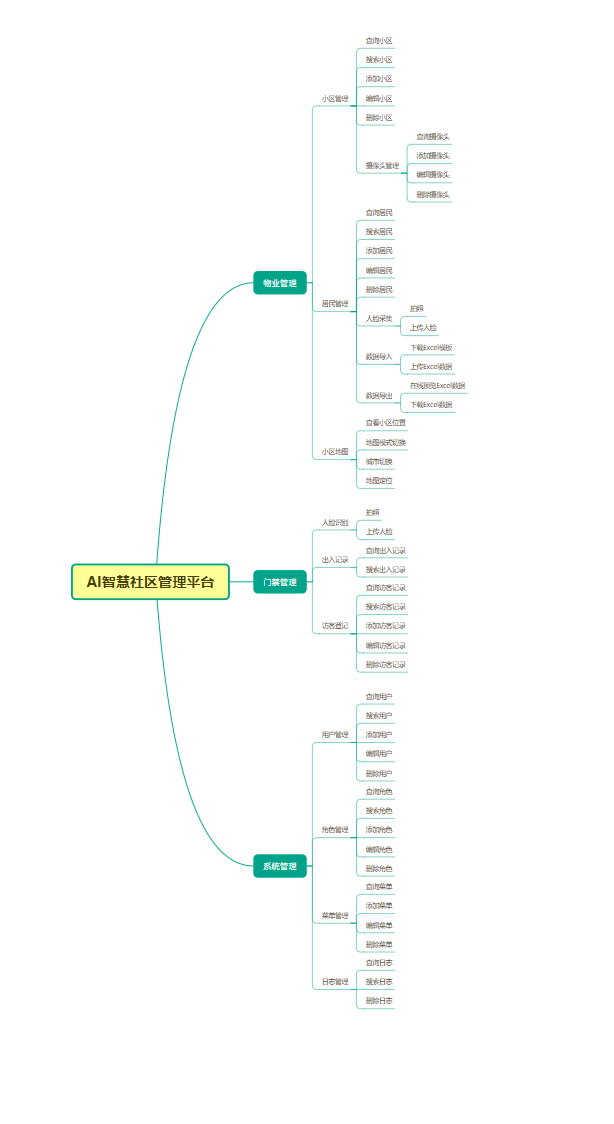 AI智慧社区管理平台
物业管理
小区管理
查询小区
搜索小区
添加小区
编辑小区
删除小区
摄像头管理
查询摄像头
添加摄像头
编辑摄像头
删除摄像头
居民管理
查询居民
搜索居民
添加居民
编辑居民
删除居民
人脸采集
拍照
上传人脸
数据导入
下载Excel模板
上传Excel数据
数据导出
在线预览Excel数据
下载Excel数据
小区地图
查看小区位置
地图模式切换
城市切换
地图定位
门禁管理
人脸识别
拍照
上传人脸
出入记录
查询出入记录
搜索出入记录
访客登记
查询访客记录
搜索访客记录
添加访客记录
编辑访客记录
删除访客记录
系统管理
用户管理
查询用户
搜索用户
添加用户
编辑用户
删除用户
角色管理
查询角色
搜索角色
添加角色
编辑角色
删除角色
菜单管理
查询菜单
添加菜单
编辑菜单
删除菜单
日志管理
查询日志
搜索日志
删除日志